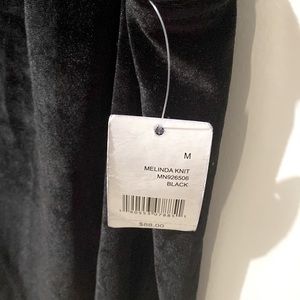 M
MELINDA KNIT
MN926506
BLACK
$88.00